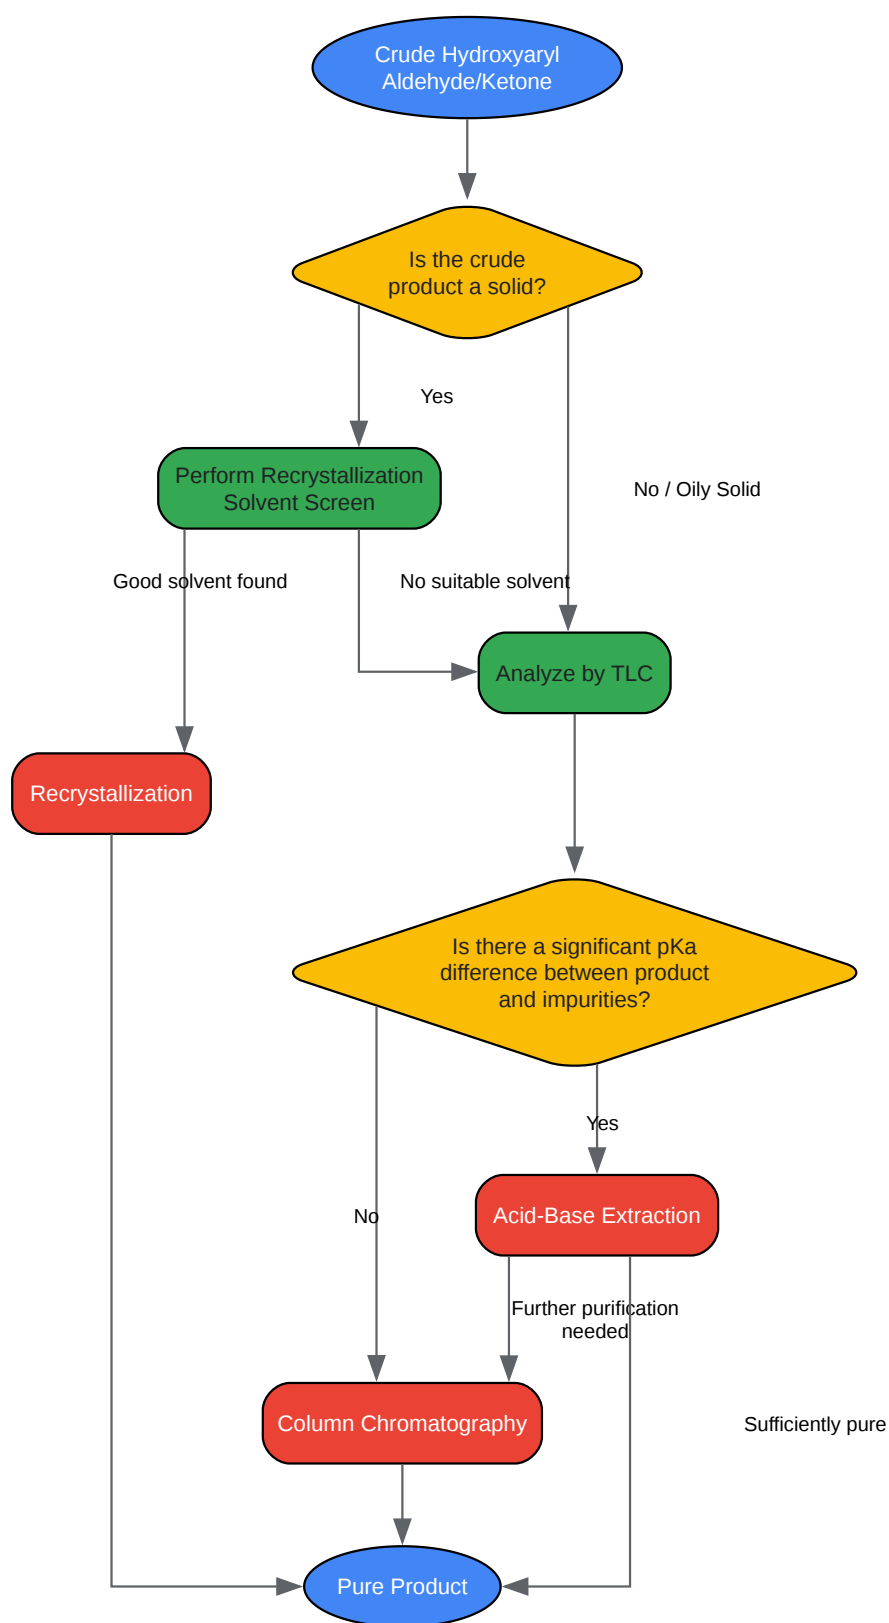 Crude Hydroxyaryl
Aldehyde/Ketone
Is the crude
product a solid?
Yes
Perform Recrystallization
Solvent Screen
No / Oily Solid
Good solvent found
No suitable solvent
Analyze by TLC
Recrystallization
Is there a significant pKa
difference between product
and impurities?
Yes
No
Acid-Base Extraction
Further purification
needed
Column Chromatography
Sufficiently pure
Pure Product